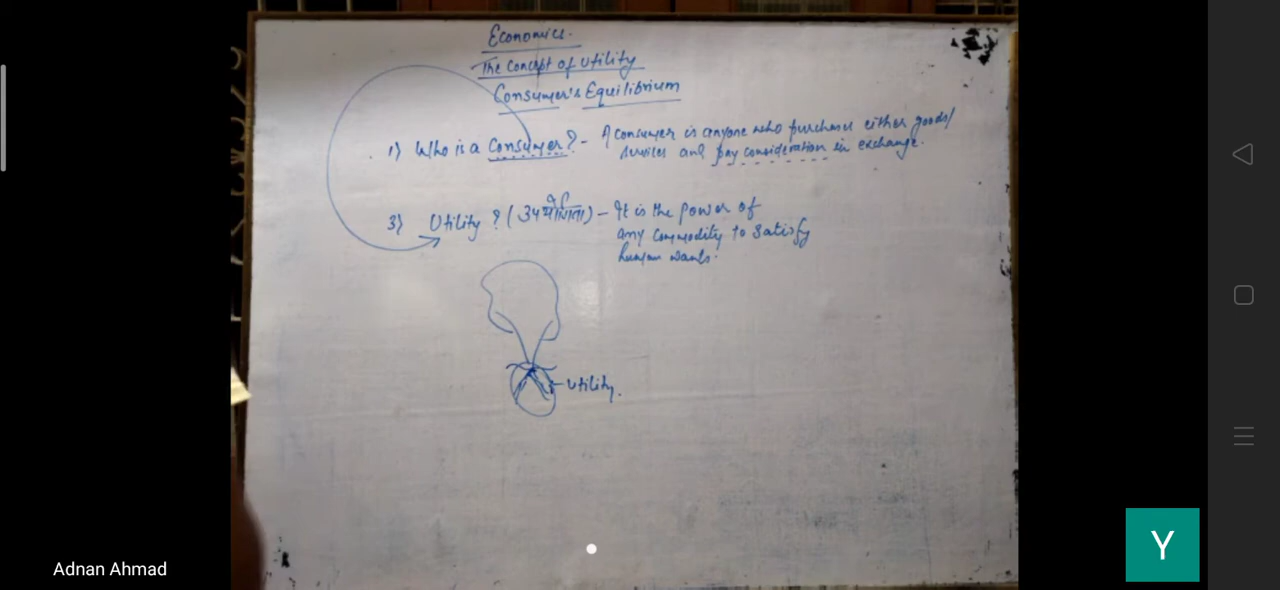 Economics.
The Concept of Utility
Consumer's Equilibrium
1) Who is a Consumer? - A consumer is anyone who purchases either goods/
services and pay consideration in exchange.
3) Utility ? ( उपयोगिता ) - It is the power of
any commodity to satisfy
human wants.
Utility.
Adnan Ahmad
Y